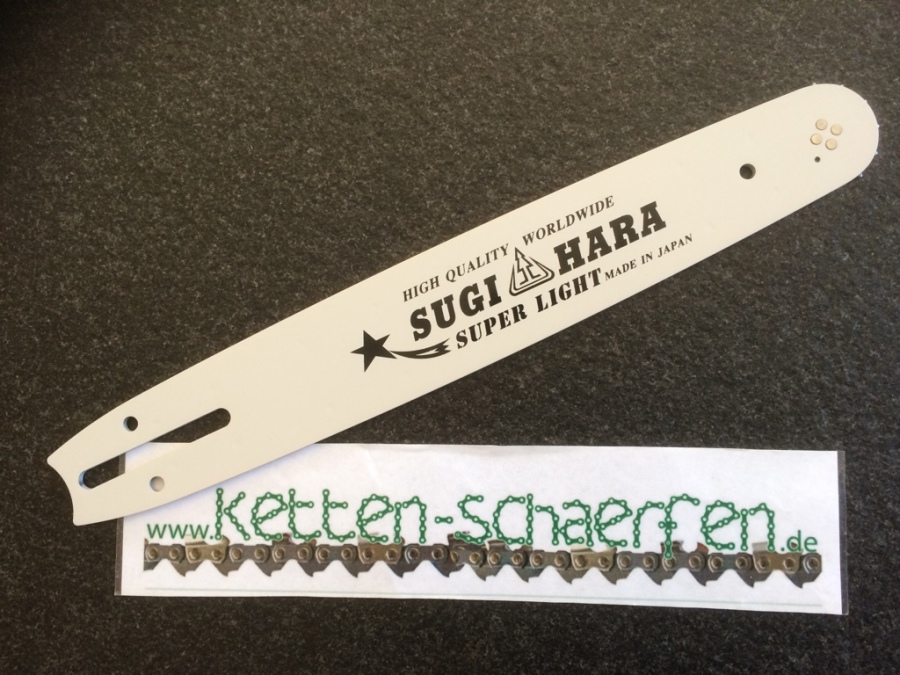 HIGH QUALITY WORLDWIDE
SUGI HARA
SUPER LIGHT MADE IN JAPAN
www.ketten-schaerfen.de